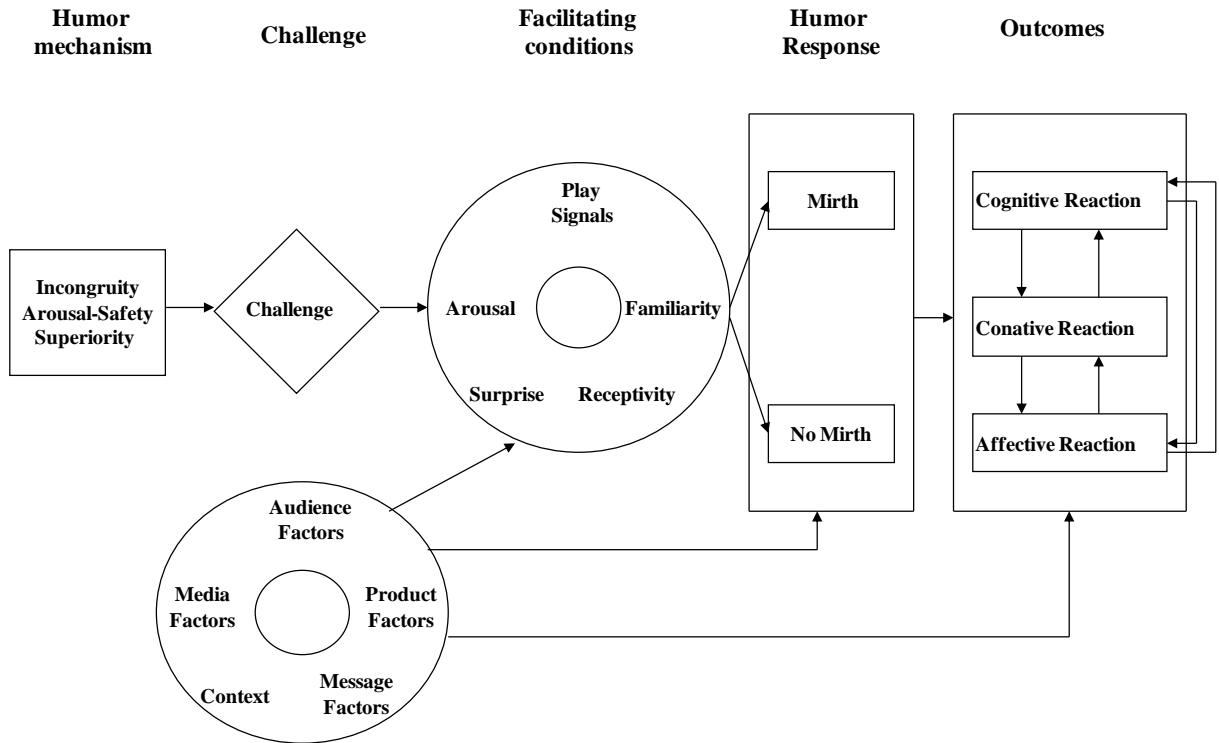 Humor
mechanism
Challenge
Facilitating
conditions
Humor
Response
Outcomes
Incongruity
Arousal-Safety
Superiority
Challenge
Play
Signals
Arousal
Familiarity
Surprise
Receptivity
Mirth
No Mirth
Cognitive Reaction
Conative Reaction
Affective Reaction
Audience
Factors
Media
Factors
Product
Factors
Context
Message
Factors